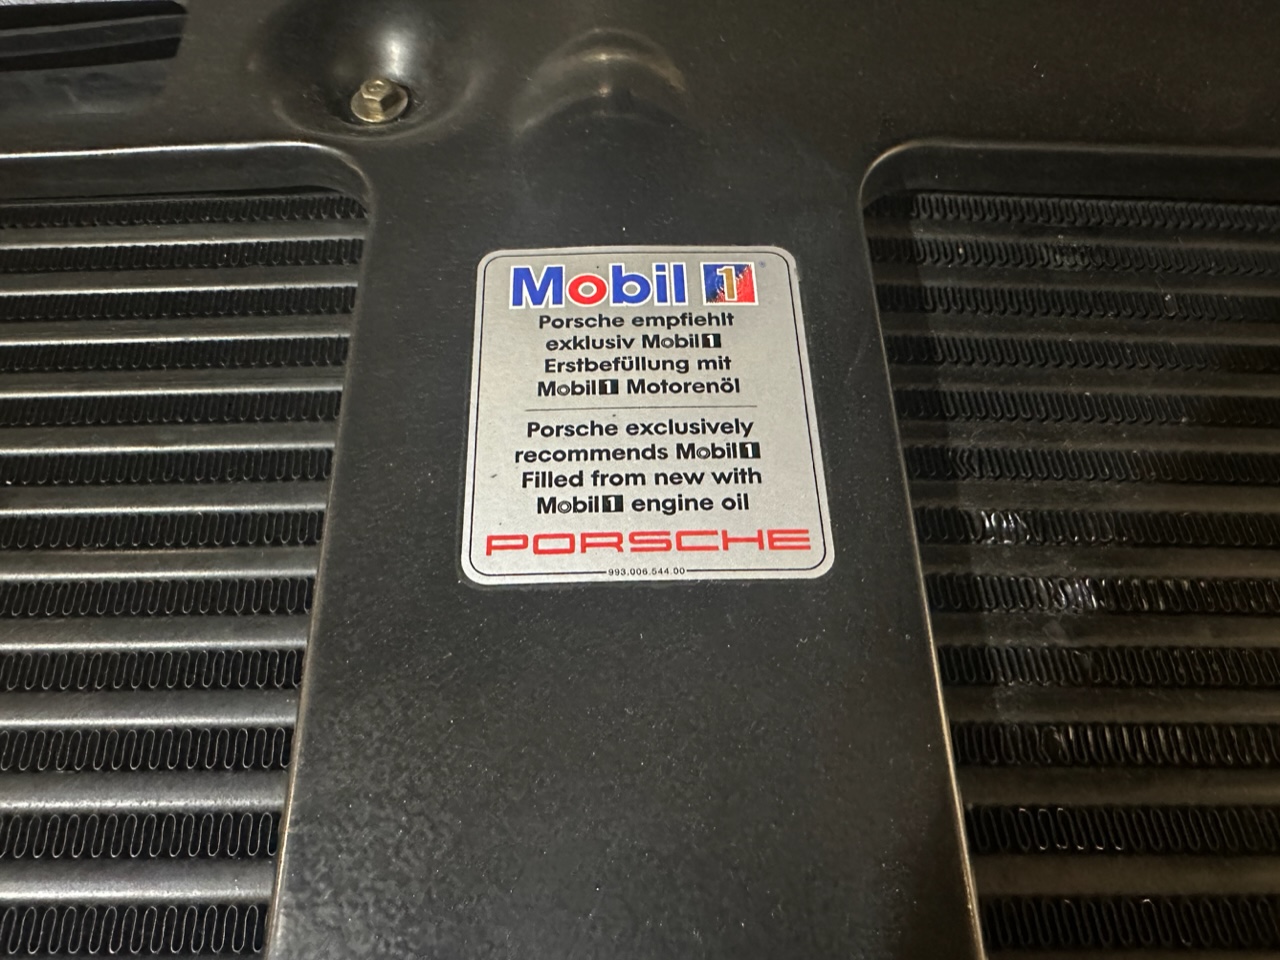 Mobil 1
Porsche empfiehlt
exklusiv Mobil 1
Erstbefüllung mit
Mobil 1 Motorenöl
Porsche exclusively
recommends Mobil 1
Filled from new with
Mobil 1 engine oil
PORSCHE
993.006.544.00